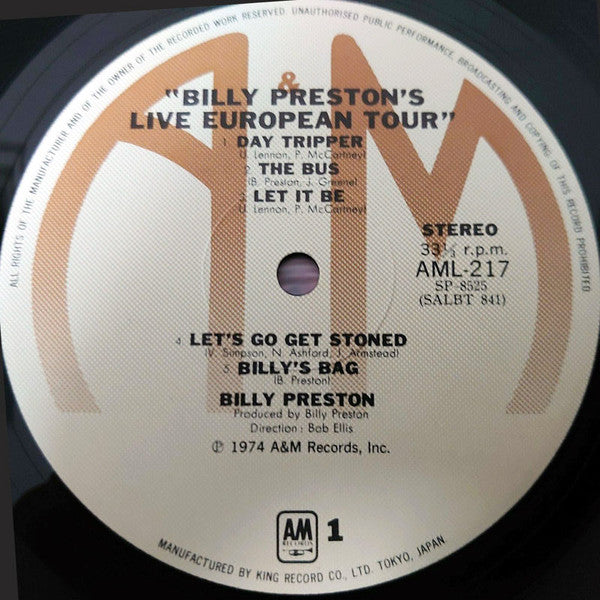 ALL RIGHTS OF THE MANUFACTURER AND OF THE OWNER OF THE RECORDED WORK RESERVED. UNAUTHORISED PUBLIC PERFORMANCE, BROADCASTING AND COPYING OF THIS RECORD PROHIBITED
&
"BILLY PRESTON'S
LIVE EUROPEAN TOUR"
1. DAY TRIPPER
(J. Lennon, P. McCartney)
2. THE BUS
(B. Preston, J. Greene)
3. LET IT BE
(J. Lennon, P. McCartney)
STEREO
33⅓ r.p.m.
AML-217
SP-8525
(SALBT 841)
4. LET'S GO GET STONED
(V. Simpson, N. Ashford, J. Armstead)
5. BILLY'S BAG
(B. Preston)
BILLY PRESTON
Produced by Billy Preston
Direction : Bob Ellis
℗ 1974 A&M Records, Inc.
AM
RECORDS
1
MANUFACTURED BY KING RECORD CO., LTD. TOKYO, JAPAN.